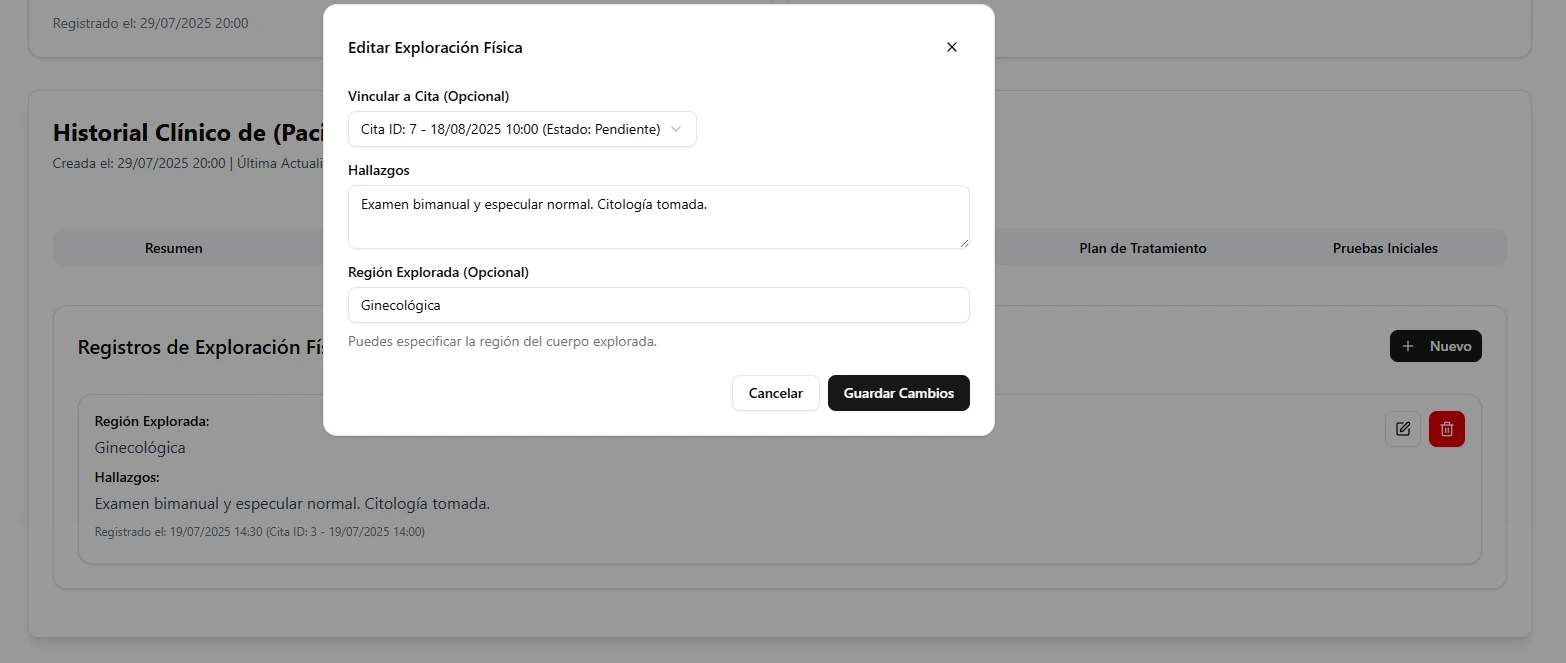 Registrado el: 29/07/2025 20:00
Editar Exploración Física
Vincular a Cita (Opcional)
Cita ID: 7 - 18/08/2025 10:00 (Estado: Pendiente)
Hallazgos
Examen bimanual y especular normal. Citología tomada.
Región Explorada (Opcional)
Ginecológica
Puedes especificar la región del cuerpo explorada.
Cancelar
Guardar Cambios
Historial Clínico de (Paci
Creada el: 29/07/2025 20:00 | Última Actuali
Resumen
Plan de Tratamiento
Pruebas Iniciales
Registros de Exploración Fí
+ Nuevo
Región Explorada:
Ginecológica
Hallazgos:
Examen bimanual y especular normal. Citología tomada.
Registrado el: 19/07/2025 14:30 (Cita ID: 3 - 19/07/2025 14:00)